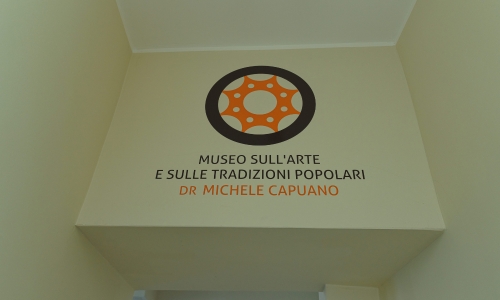 MUSEO SULL'ARTE
E SULLE TRADIZIONI POPOLARI
DR MICHELE CAPUANO